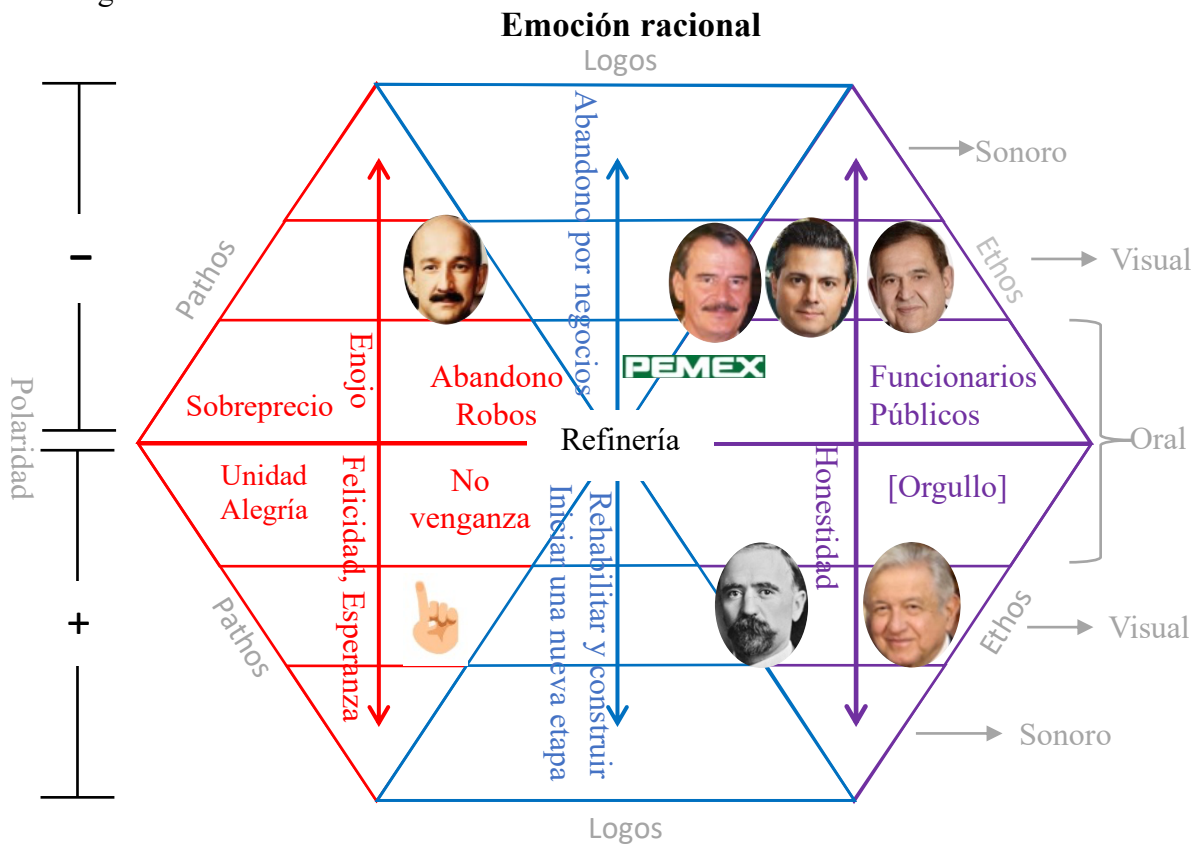 g
Emoción racional
Logos
Abandono por negocios
Sonoro
Pathos
Ethos
Visual
-
Enojo
PEMEX
Polaridad
Sobreprecio
Abandono
Robos
Funcionarios
Públicos
Refinería
Oral
Unidad
Alegría
Felicidad, Esperanza
No
venganza
Rehabilitar y construir
Iniciar una nueva etapa
Honestidad
[Orgullo]
+
Pathos
Ethos
Visual
Sonoro
Logos